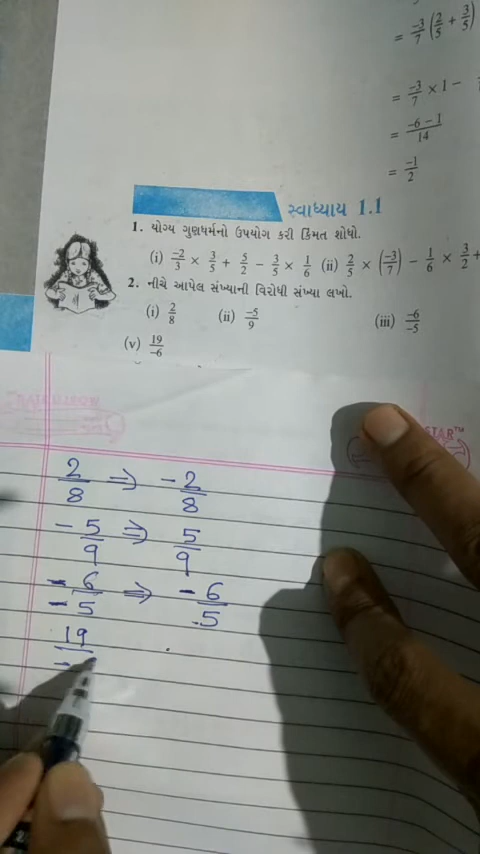 = -3/7 (2/5 + 3/5)
= -3/7 × 1 -
= -6 - 1/14
= -1/2
સ્વાધ્યાય 1.1
1. યોગ્ય ગુણધર્મનો ઉપયોગ કરી કિંમત શોધો.
(i) -2/3 × 3/5 + 5/2 - 3/5 × 1/6 (ii) 2/5 × (-3/7) - 1/6 × 3/2 +
2. નીચે આપેલ સંખ્યાની વિરોધી સંખ્યા લખો.
(i) 2/8 (ii) -5/9 (iii) -6/-5
(v) 19/-6
STAR™
2/8 ⇒ -2/8
-5/9 ⇒ 5/9
-6/-5 ⇒ -6/5
19/-